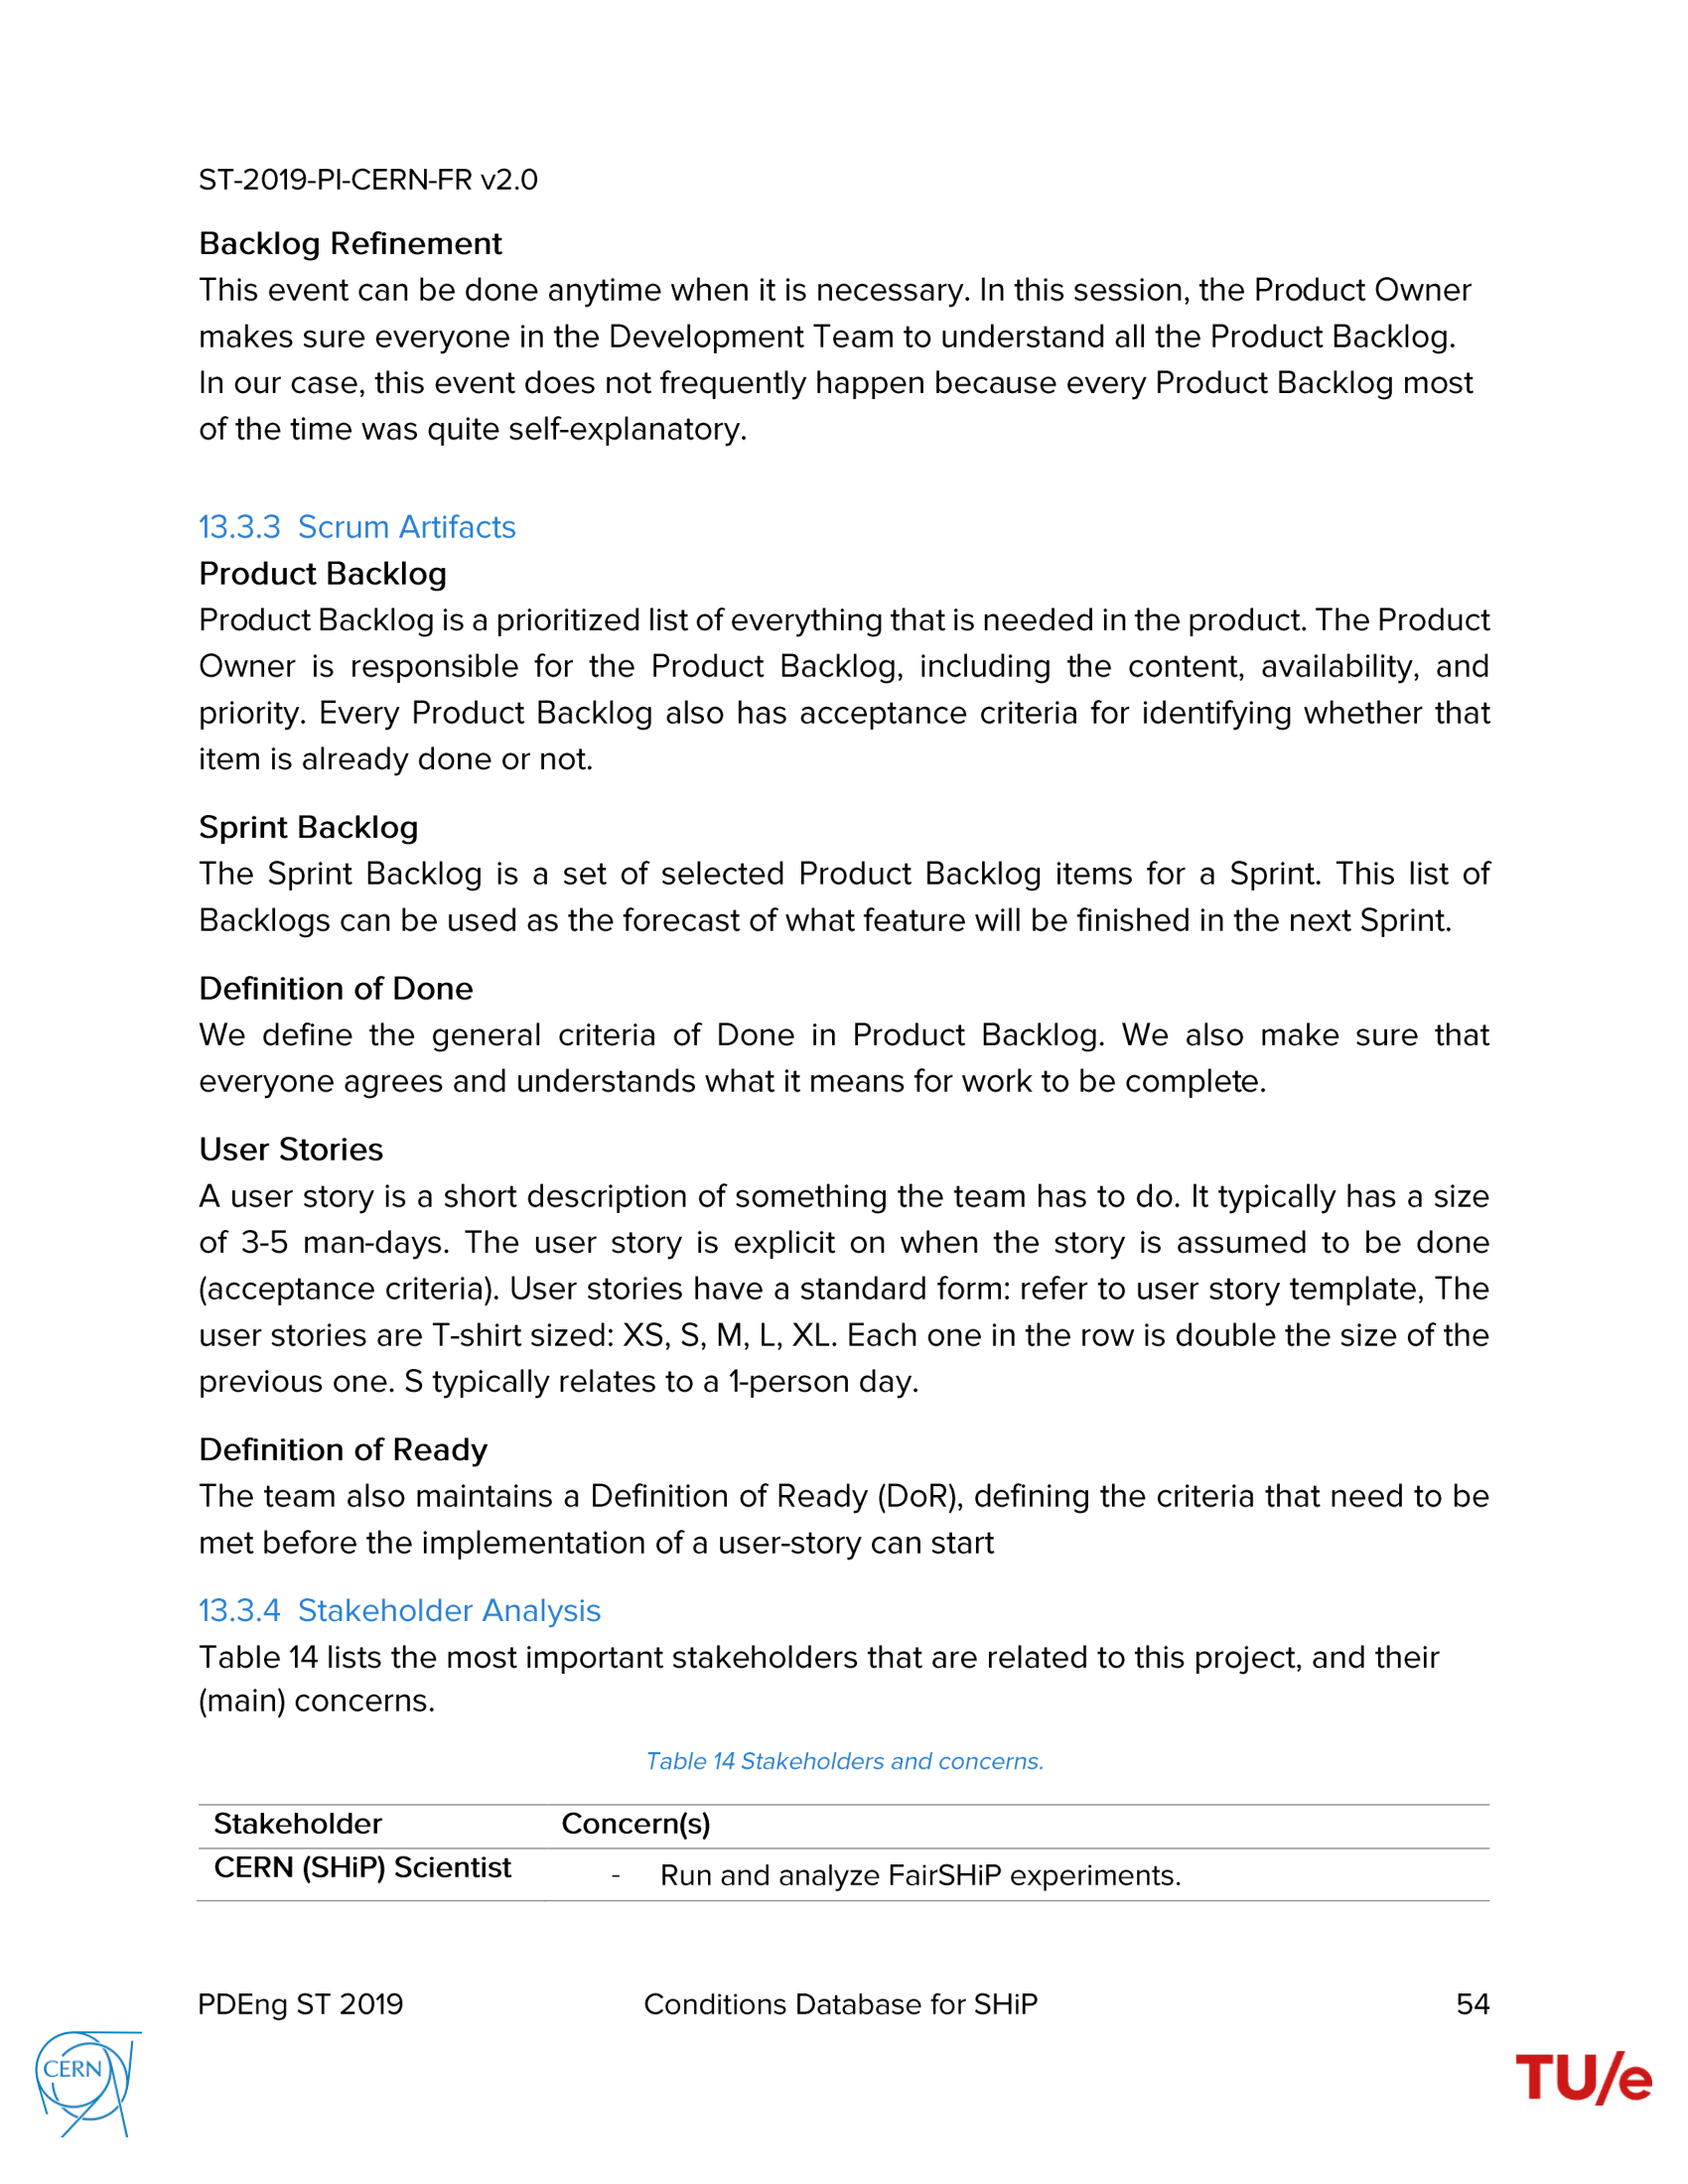 ST-2019-PI-CERN-FR v2.0
Backlog Refinement
This event can be done anytime when it is necessary. In this session, the Product Owner
makes sure everyone in the Development Team to understand all the Product Backlog.
In our case, this event does not frequently happen because every Product Backlog most
of the time was quite self-explanatory.
13.3.3 Scrum Artifacts
Product Backlog
Product Backlog is a prioritized list of everything that is needed in the product. The Product
Owner is responsible for the Product Backlog, including the content, availability, and
priority. Every Product Backlog also has acceptance criteria for identifying whether that
item is already done or not.
Sprint Backlog
The Sprint Backlog is a set of selected Product Backlog items for a Sprint. This list of
Backlogs can be used as the forecast of what feature will be finished in the next Sprint.
Definition of Done
We define the general criteria of Done in Product Backlog. We also make sure that
everyone agrees and understands what it means for work to be complete.
User Stories
A user story is a short description of something the team has to do. It typically has a size
of 3-5 man-days. The user story is explicit on when the story is assumed to be done
(acceptance criteria). User stories have a standard form: refer to user story template, The
user stories are T-shirt sized: XS, S, M, L, XL. Each one in the row is double the size of the
previous one. S typically relates to a 1-person day.
Definition of Ready
The team also maintains a Definition of Ready (DoR), defining the criteria that need to be
met before the implementation of a user-story can start
13.3.4 Stakeholder Analysis
Table 14 lists the most important stakeholders that are related to this project, and their
(main) concerns.
Table 14 Stakeholders and concerns.
Stakeholder Concern(s)
CERN (SHiP) Scientist - Run and analyze FairSHiP experiments.
PDEng ST 2019 Conditions Database for SHiP 54
CERN
TU/e